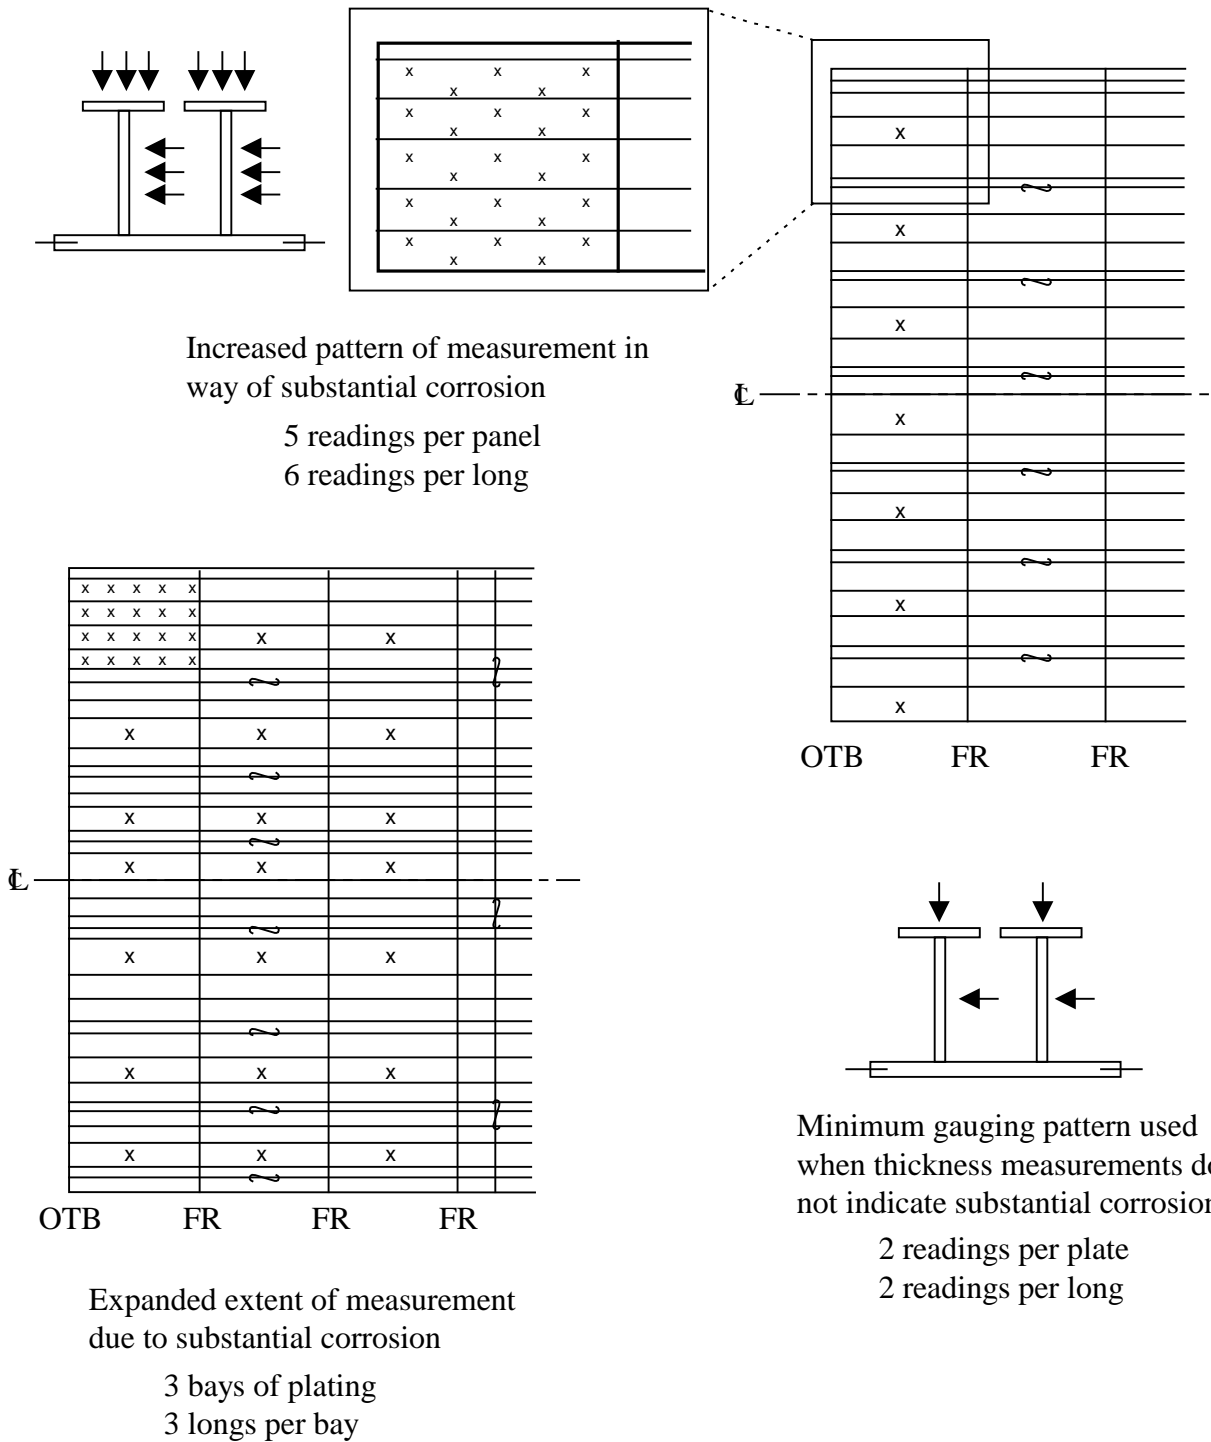 Increased pattern of measurement in
way of substantial corrosion
5 readings per panel
6 readings per long
℄
OTB FR FR
℄
OTB FR FR FR
Expanded extent of measurement
due to substantial corrosion
3 bays of plating
3 longs per bay
Minimum gauging pattern used
when thickness measurements do
not indicate substantial corrosion
2 readings per plate
2 readings per long